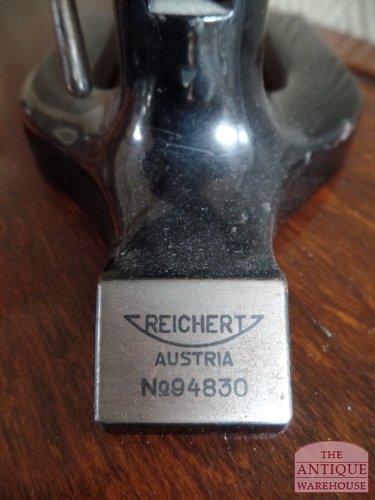 REICHERT
AUSTRIA
No94830
THE
ANTIQUE
WAREHOUSE